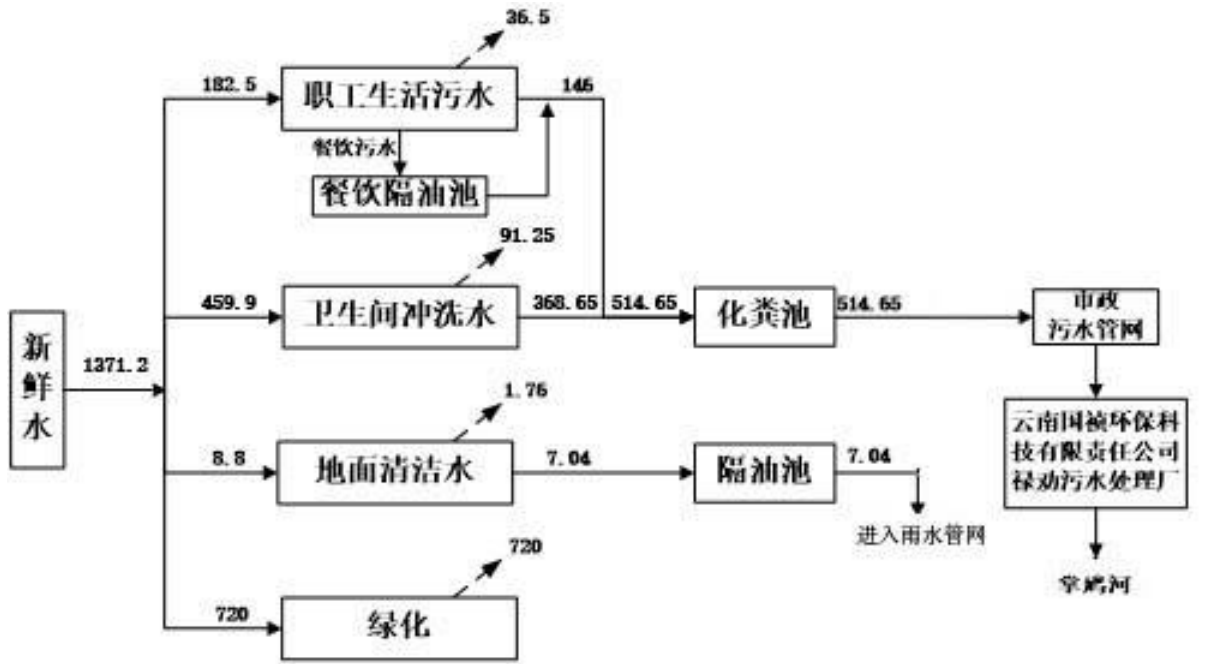 36.5
182.5
职工生活污水
146
餐饮污水
餐饮隔油池
91.25
459.9
卫生间冲洗水
368.65
514.65
化粪池
514.65
市政
污水管网
新鲜水
1371.2
1.76
8.8
地面清洁水
7.04
隔油池
7.04
进入雨水管网
云南国祯环保科
技有限责任公司
禄劝污水处理厂
720
720
绿化
掌鸠河